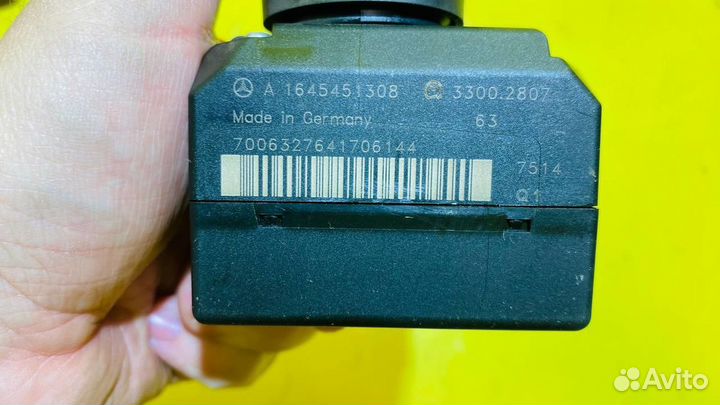 A 1645451308 3300.2807
Made in Germany 63
7006327641706144
7514
Q1
Avito